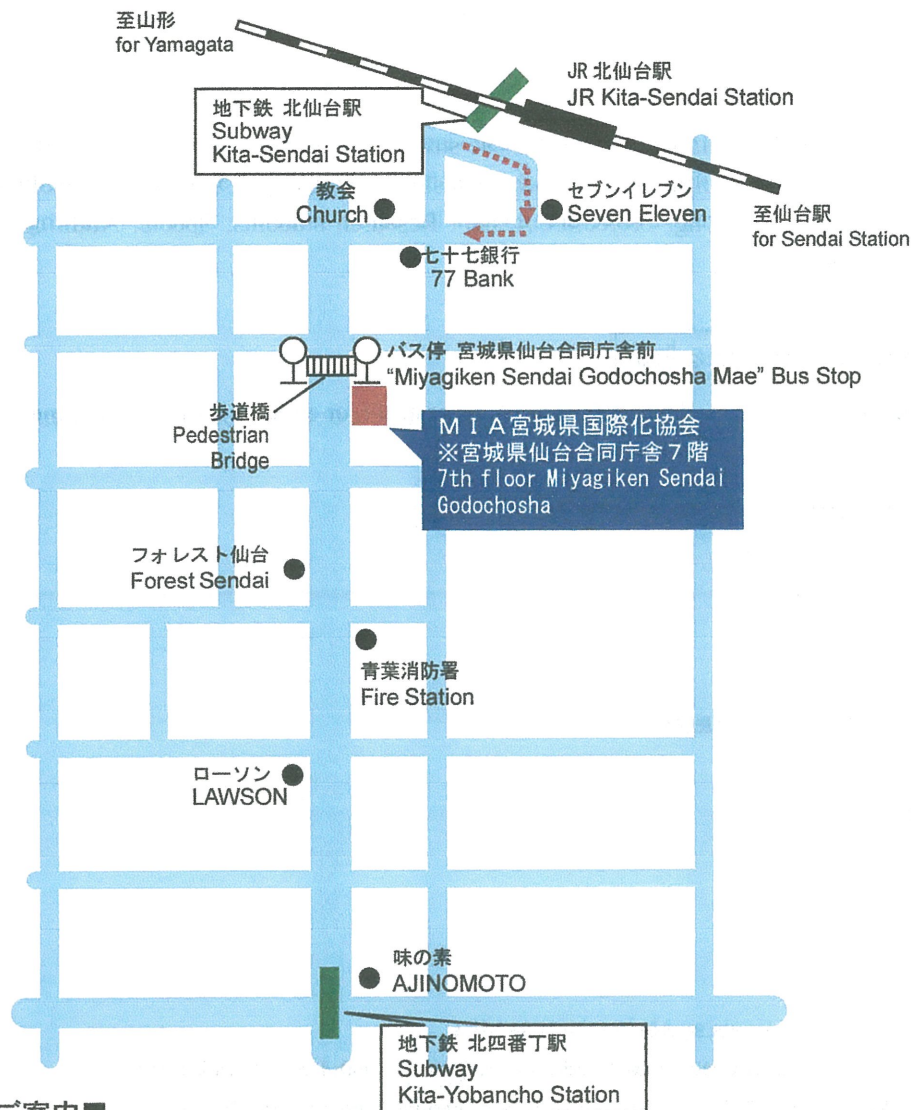 至山形
for Yamagata
JR 北仙台駅
JR Kita-Sendai Station
地下鉄 北仙台駅
Subway
Kita-Sendai Station
教会
Church
セブンイレブン
Seven Eleven
至仙台駅
for Sendai Station
七十七銀行
77 Bank
バス停 宮城県仙台合同庁舎前
“Miyagiken Sendai Godochosha Mae” Bus Stop
歩道橋
Pedestrian
Bridge
ＭＩＡ宮城県国際化協会
※宮城県仙台合同庁舎７階
7th floor Miyagiken Sendai
Godochosha
フォレスト仙台
Forest Sendai
青葉消防署
Fire Station
ローソン
LAWSON
味の素
AJINOMOTO
地下鉄 北四番丁駅
Subway
Kita-Yobancho Station
ご案内■